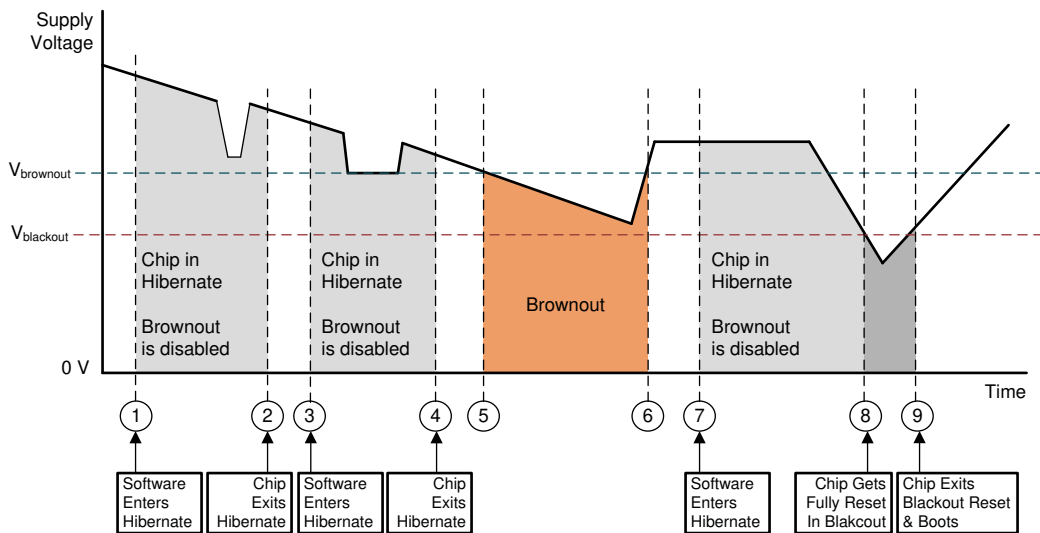 Supply
Voltage
Vbrownout
Vblackout
Chip in
Hibernate
Brownout
is disabled
Chip in
Hibernate
Brownout
is disabled
Brownout
Chip in
Hibernate
Brownout
is disabled
0 V
Time
1
2
3
4
5
6
7
8
9
Software
Enters
Hibernate
Chip
Exits
Hibernate
Software
Enters
Hibernate
Chip
Exits
Hibernate
Software
Enters
Hibernate
Chip Gets
Fully Reset
In Blakcout
Chip Exits
Blackout Reset
& Boots